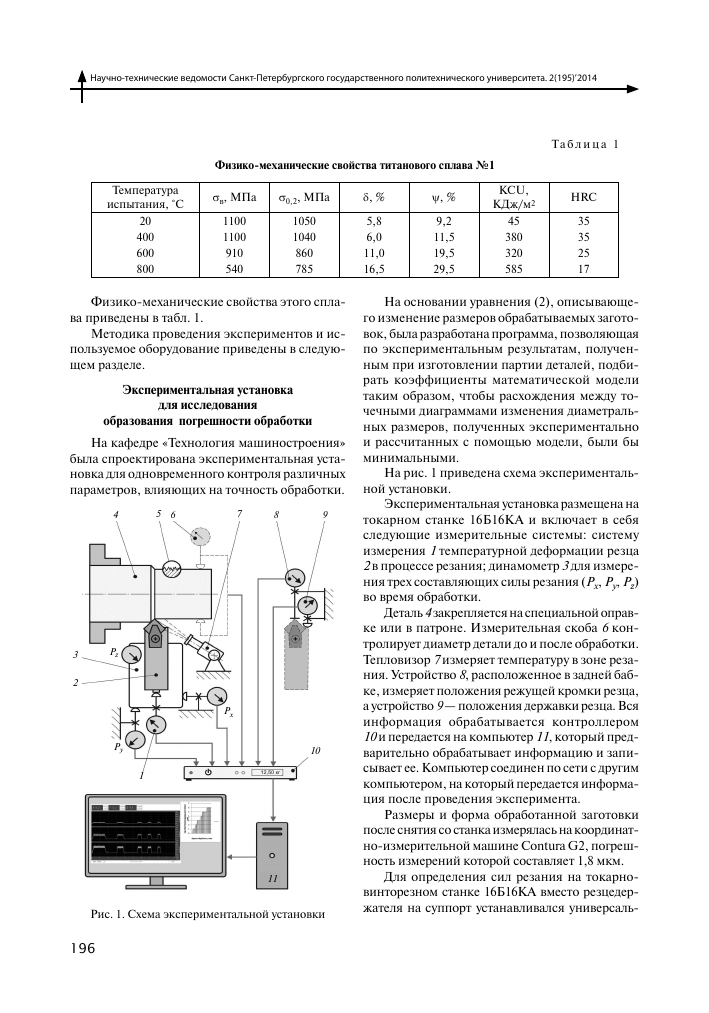 Научно-технические ведомости Санкт-Петербургского государственного политехнического университета. 2(195)'2014
Таблица 1
Физико-механические свойства титанового сплава №1
Температура испытания, ˚С σв, МПа σ0,2, МПа δ, % ψ, % KCU, КДж/м² HRC
20 1100 1050 5,8 9,2 45 35
400 1100 1040 6,0 11,5 380 35
600 910 860 11,0 19,5 320 25
800 540 785 16,5 29,5 585 17
Физико-механические свойства этого спла-
ва приведены в табл. 1.
Методика проведения экспериментов и ис-
пользуемое оборудование приведены в следую-
щем разделе.
Экспериментальная установка
для исследования
образования погрешности обработки
На кафедре «Технология машиностроения»
была спроектирована экспериментальная уста-
новка для одновременного контроля различных
параметров, влияющих на точность обработки.
4 5 6 7 8 9
Pz
3
2
Px
Py
1
10
12,50 кг
11
Рис. 1. Схема экспериментальной установки
На основании уравнения (2), описывающе-
го изменение размеров обрабатываемых загото-
вок, была разработана программа, позволяющая
по экспериментальным результатам, получен-
ным при изготовлении партии деталей, подби-
рать коэффициенты математической модели
таким образом, чтобы расхождения между то-
чечными диаграммами изменения диаметраль-
ных размеров, полученных экспериментально
и рассчитанных с помощью модели, были бы
минимальными.
На рис. 1 приведена схема эксперименталь-
ной установки.
Экспериментальная установка размещена на
токарном станке 16Б16КА и включает в себя
следующие измерительные системы: систему
измерения 1 температурной деформации резца
2 в процессе резания; динамометр 3 для измере-
ния трех составляющих силы резания (Px, Py, Pz)
во время обработки.
Деталь 4 закрепляется на специальной оправ-
ке или в патроне. Измерительная скоба 6 кон-
тролирует диаметр детали до и после обработки.
Тепловизор 7 измеряет температуру в зоне реза-
ния. Устройство 8, расположенное в задней баб-
ке, измеряет положения режущей кромки резца,
а устройство 9 — положения державки резца. Вся
информация обрабатывается контроллером
10 и передается на компьютер 11, который пред-
варительно обрабатывает информацию и запи-
сывает ее. Компьютер соединен по сети с другим
компьютером, на который передается информа-
ция после проведения эксперимента.
Размеры и форма обработанной заготовки
после снятия со станка измерялась на координат-
но-измерительной машине Contura G2, погреш-
ность измерений которой составляет 1,8 мкм.
Для определения сил резания на токарно-
винторезном станке 16Б16КА вместо резцедер-
жателя на суппорт устанавливался универсаль-
196